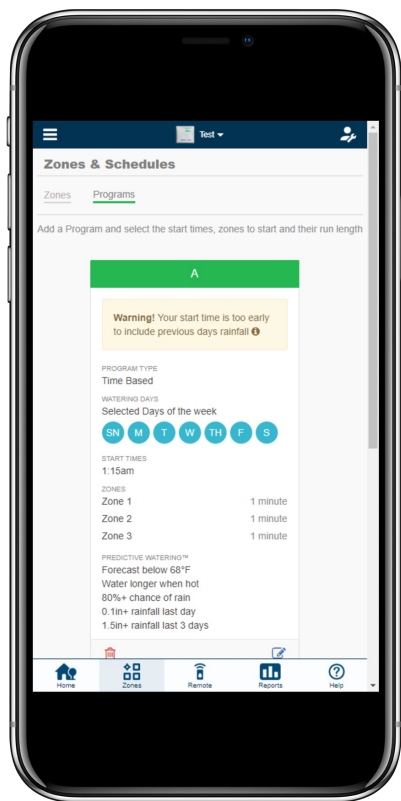 Test
Zones & Schedules
Zones Programs
Add a Program and select the start times, zones to start and their run length
A
Warning! Your start time is too early
to include previous days rainfall
PROGRAM TYPE
Time Based
WATERING DAYS
Selected Days of the week
SN M T W TH F S
START TIMES
1:15am
ZONES
Zone 1 1 minute
Zone 2 1 minute
Zone 3 1 minute
PREDICTIVE WATERING™
Forecast below 68°F
Water longer when hot
80%+ chance of rain
0.1in+ rainfall last day
1.5in+ rainfall last 3 days
Home Zones Remote Reports Help